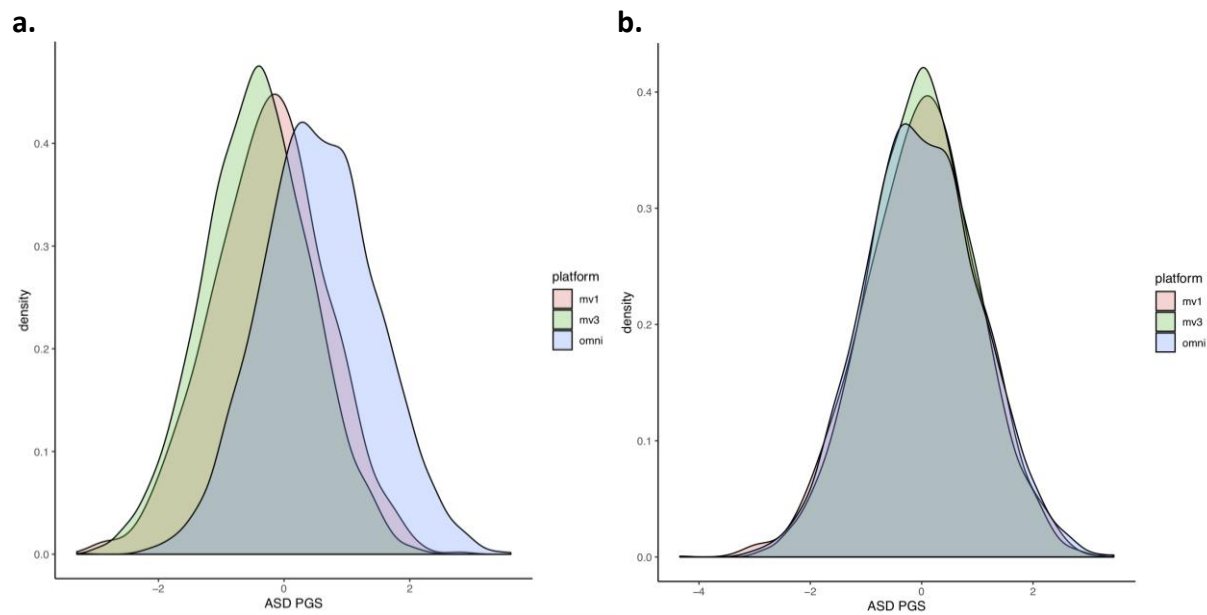 a.
density
0.4
0.3
0.2
0.1
0.0
-2
0
2
ASD PGS
platform
mv1
mv3
omni
b.
density
0.4
0.3
0.2
0.1
0.0
-4
-2
0
2
ASD PGS
platform
mv1
mv3
omni